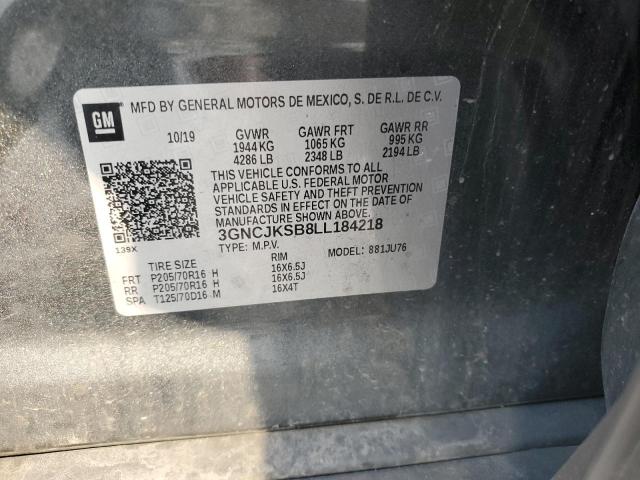 GM
MFD BY GENERAL MOTORS DE MEXICO, S. DE R.L. DE C.V.
10/19 GVWR GAWR FRT GAWR RR
1944 KG 1065 KG 995 KG
4286 LB 2348 LB 2194 LB
THIS VEHICLE CONFORMS TO ALL
APPLICABLE U.S. FEDERAL MOTOR
VEHICLE SAFETY AND THEFT PREVENTION
STANDARDS IN EFFECT ON THE DATE OF
MANUFACTURE SHOWN ABOVE.
3GNCJKSB8LL184218
139X
TYPE: M.P.V. MODEL: 881JU76
TIRE SIZE RIM
FRT P205/70R16 H 16X6.5J
RR P205/70R16 H 16X6.5J
SPA T125/70D16 M 16X4T